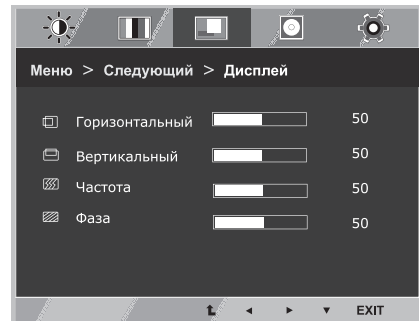 Меню > Следующий > Дисплей
Горизонтальный 50
Вертикальный 50
Частота 50
Фаза 50
EXIT